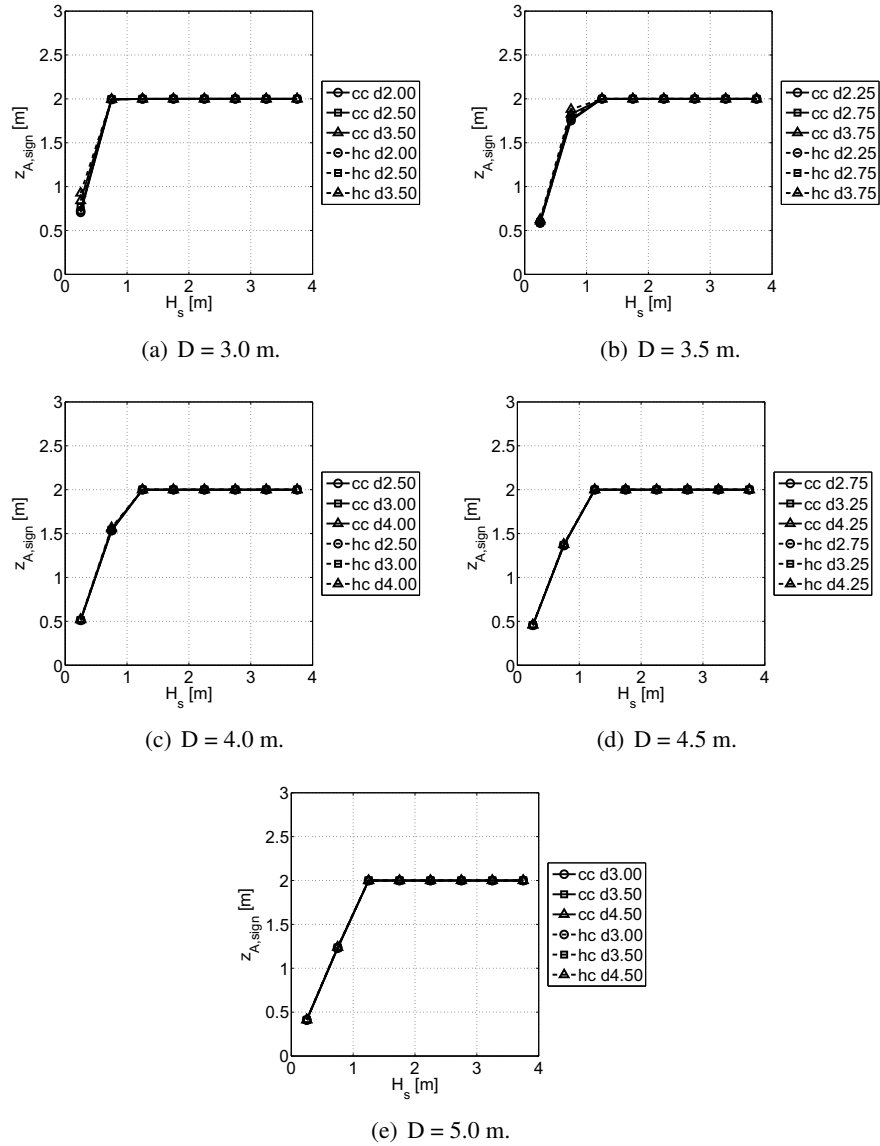 3
2.5
2
1.5
1
0.5
0
z_A,sign [m]
0 1 2 3 4
H_s [m]
cc d2.00
cc d2.50
cc d3.50
hc d2.00
hc d2.50
hc d3.50
(a) D = 3.0 m.
3
2.5
2
1.5
1
0.5
0
z_A,sign [m]
0 1 2 3 4
H_s [m]
cc d2.25
cc d2.75
cc d3.75
hc d2.25
hc d2.75
hc d3.75
(b) D = 3.5 m.
3
2.5
2
1.5
1
0.5
0
z_A,sign [m]
0 1 2 3 4
H_s [m]
cc d2.50
cc d3.00
cc d4.00
hc d2.50
hc d3.00
hc d4.00
(c) D = 4.0 m.
3
2.5
2
1.5
1
0.5
0
z_A,sign [m]
0 1 2 3 4
H_s [m]
cc d2.75
cc d3.25
cc d4.25
hc d2.75
hc d3.25
hc d4.25
(d) D = 4.5 m.
3
2.5
2
1.5
1
0.5
0
z_A,sign [m]
0 1 2 3 4
H_s [m]
cc d3.00
cc d3.50
cc d4.50
hc d3.00
hc d3.50
hc d4.50
(e) D = 5.0 m.